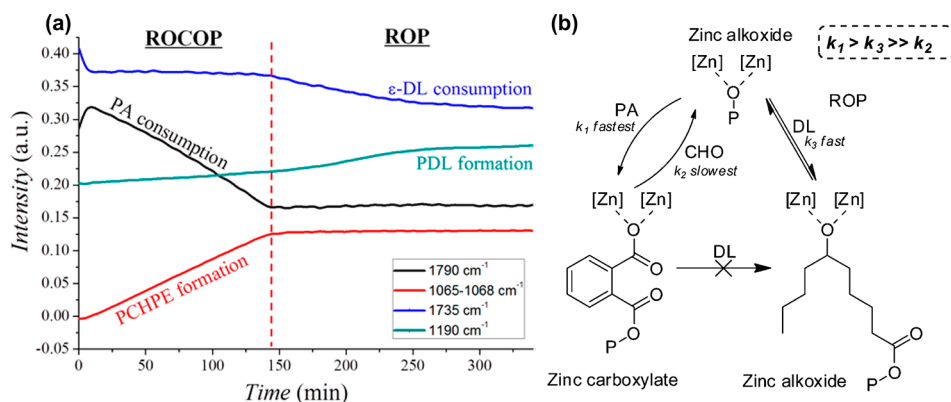 (a)
ROCOP
ROP
0.40
0.35
0.30
0.25
0.20
0.15
0.10
0.05
0.00
-0.05
Intensity (a.u.)
ε-DL consumption
PA consumption
PDL formation
PCHPE formation
1790 cm⁻¹
1065-1068 cm⁻¹
1735 cm⁻¹
1190 cm⁻¹
0 50 100 150 200 250 300
Time (min)
(b)
Zinc alkoxide
k₁ > k₃ >> k₂
[Zn] [Zn]
O
P
ROP
PA
k₁ fastest
CHO
k₂ slowest
DL
k₃ fast
[Zn] [Zn]
O
O
O
O
P
Zinc carboxylate
DL
[Zn] [Zn]
O
O
O
P
Zinc alkoxide